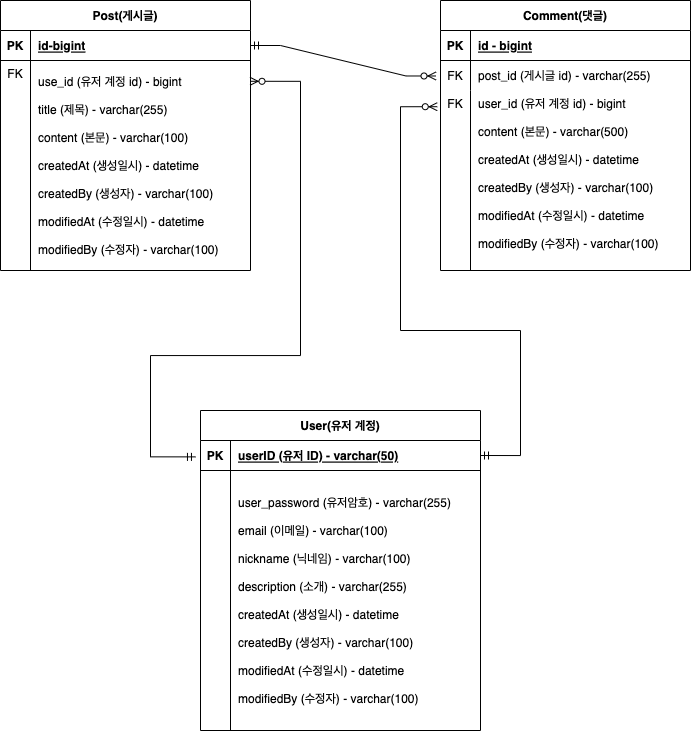 Post(게시글)
PK id-bigint
FK
use_id (유저 계정 id) - bigint
title (제목) - varchar(255)
content (본문) - varchar(100)
createdAt (생성일시) - datetime
createdBy (생성자) - varchar(100)
modifiedAt (수정일시) - datetime
modifiedBy (수정자) - varchar(100)
Comment(댓글)
PK id - bigint
FK post_id (게시글 id) - varchar(255)
FK user_id (유저 계정 id) - bigint
content (본문) - varchar(500)
createdAt (생성일시) - datetime
createdBy (생성자) - varchar(100)
modifiedAt (수정일시) - datetime
modifiedBy (수정자) - varchar(100)
User(유저 계정)
PK userID (유저 ID) - varchar(50)
user_password (유저암호) - varchar(255)
email (이메일) - varchar(100)
nickname (닉네임) - varchar(100)
description (소개) - varchar(255)
createdAt (생성일시) - datetime
createdBy (생성자) - varchar(100)
modifiedAt (수정일시) - datetime
modifiedBy (수정자) - varchar(100)